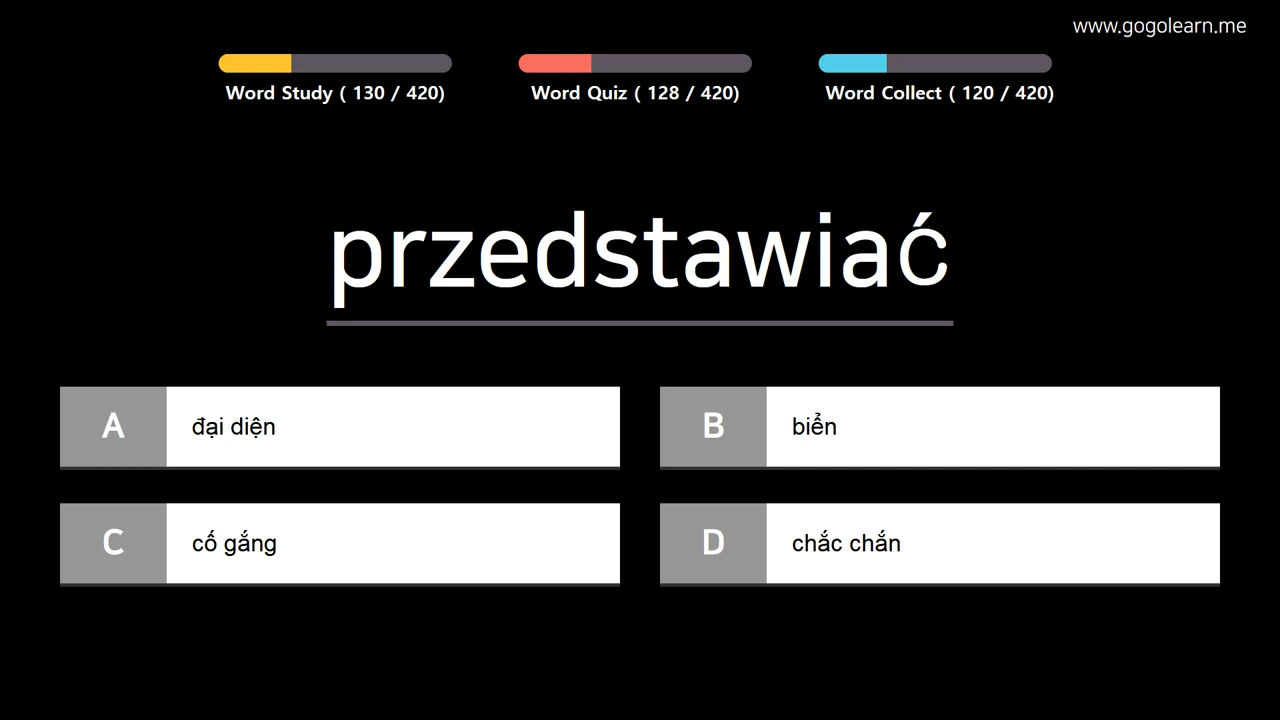 www.gogolearn.me
Word Study ( 130 / 420)
Word Quiz ( 128 / 420)
Word Collect ( 120 / 420)
przedstawiać
A đại diện
B biển
C cố gắng
D chắc chắn